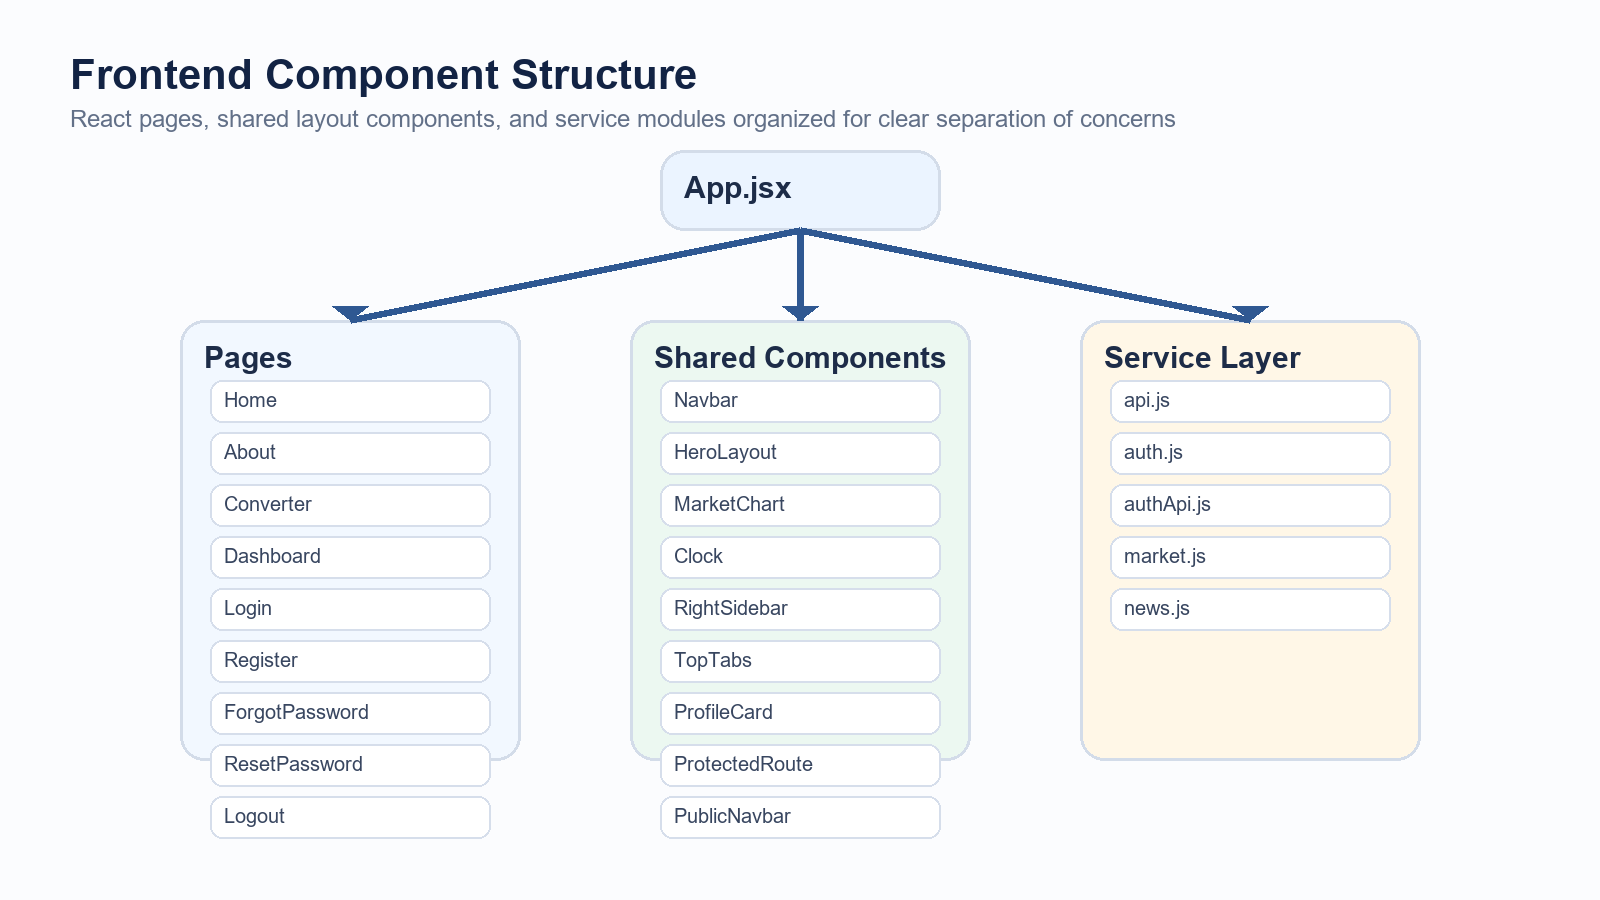 Frontend Component Structure
React pages, shared layout components, and service modules organized for clear separation of concerns
App.jsx
Pages
Home
About
Converter
Dashboard
Login
Register
ForgotPassword
ResetPassword
Logout
Shared Components
Navbar
HeroLayout
MarketChart
Clock
RightSidebar
TopTabs
ProfileCard
ProtectedRoute
PublicNavbar
Service Layer
api.js
auth.js
authApi.js
market.js
news.js